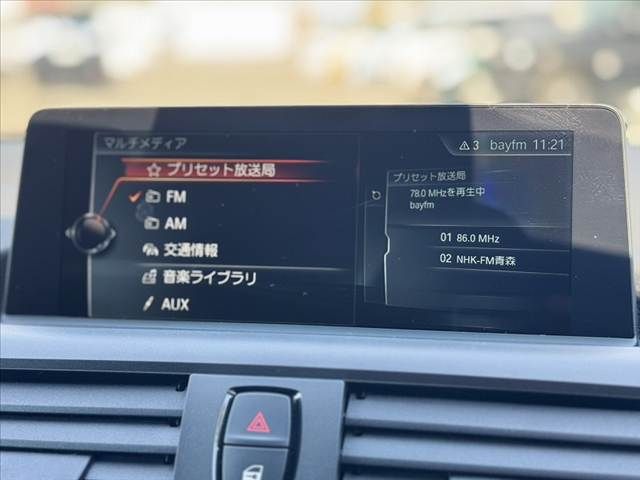 マルチメディア
3 bayfm 11:21
プリセット放送局
FM
AM
交通情報
音楽ライブラリ
AUX
プリセット放送局
78.0 MHzを再生中
bayfm
01 86.0 MHz
02 NHK-FM青森